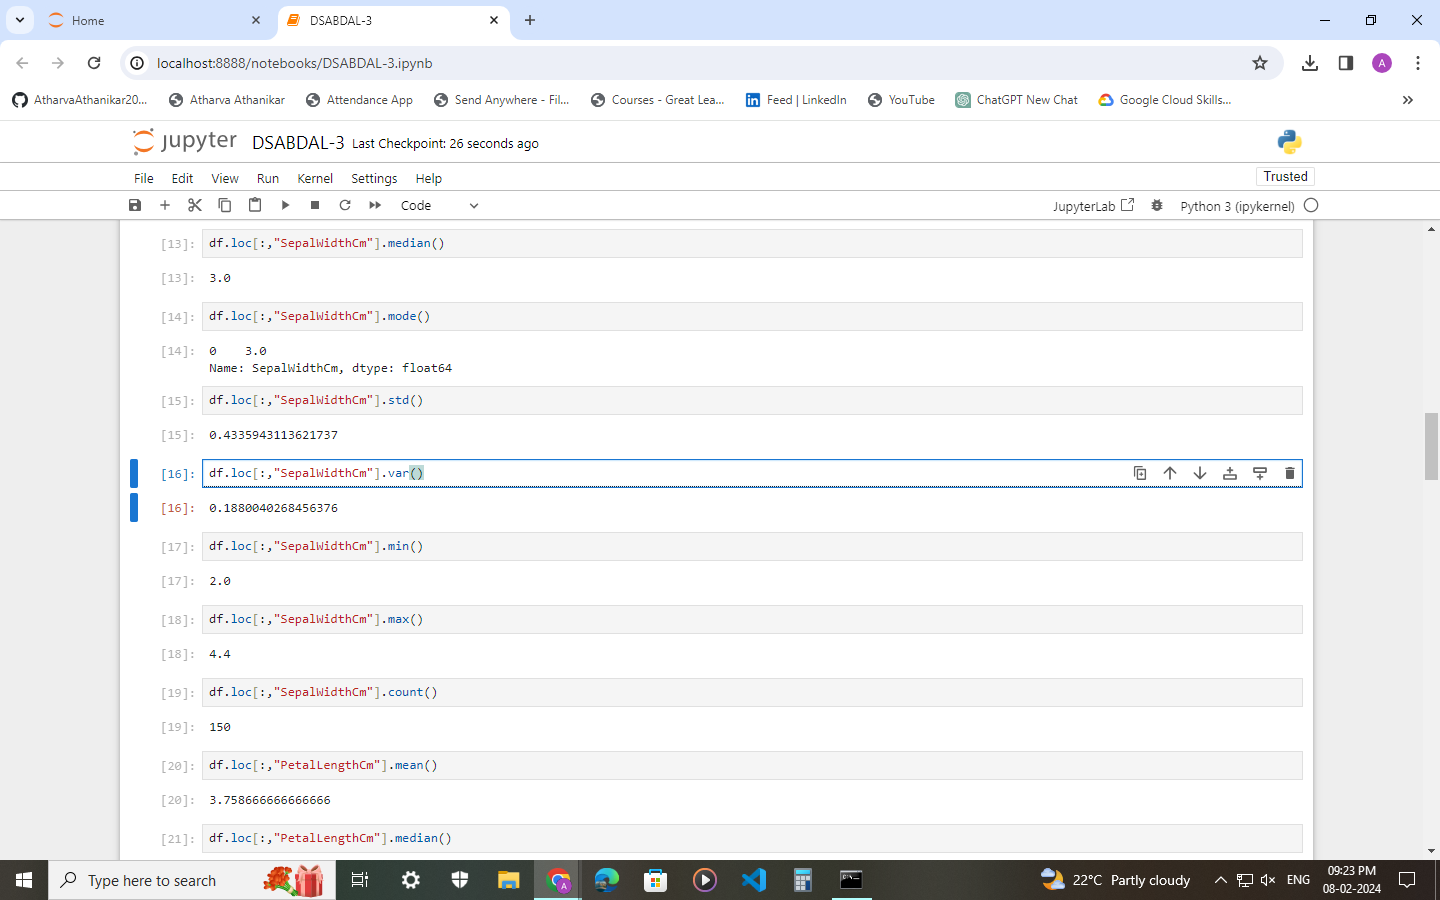 Home
DSABDAL-3
localhost:8888/notebooks/DSABDAL-3.ipynb
A
AtharvaAthanikar20...
Atharva Athanikar
Attendance App
Send Anywhere - Fil...
Courses - Great Lea...
Feed | LinkedIn
YouTube
ChatGPT New Chat
Google Cloud Skills...
jupyter DSABDAL-3 Last Checkpoint: 26 seconds ago
File Edit View Run Kernel Settings Help
Trusted
Code
JupyterLab
Python 3 (ipykernel)
[13]: df.loc[:,"SepalWidthCm"].median()
[13]: 3.0
[14]: df.loc[:,"SepalWidthCm"].mode()
[14]: 0    3.0
Name: SepalWidthCm, dtype: float64
[15]: df.loc[:,"SepalWidthCm"].std()
[15]: 0.4335943113621737
[16]: df.loc[:,"SepalWidthCm"].var()
[16]: 0.1880040268456376
[17]: df.loc[:,"SepalWidthCm"].min()
[17]: 2.0
[18]: df.loc[:,"SepalWidthCm"].max()
[18]: 4.4
[19]: df.loc[:,"SepalWidthCm"].count()
[19]: 150
[20]: df.loc[:,"PetalLengthCm"].mean()
[20]: 3.758666666666666
[21]: df.loc[:,"PetalLengthCm"].median()
Type here to search
A
22°C Partly cloudy
ENG
09:23 PM
08-02-2024